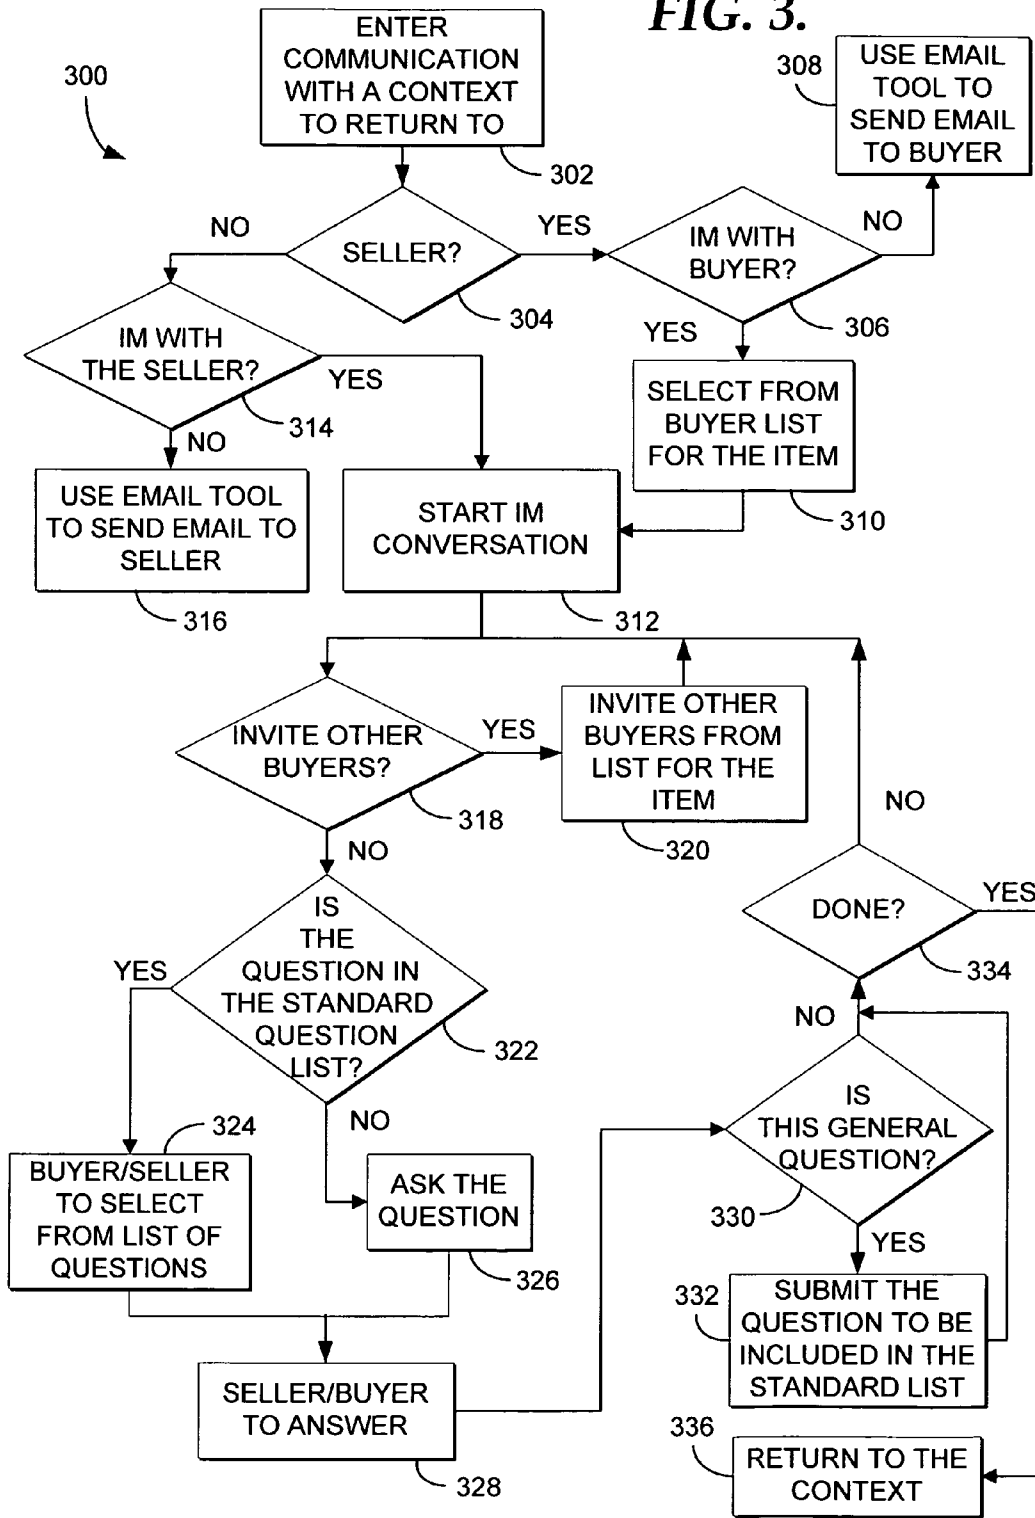 FIG. 3.
300
ENTER
COMMUNICATION
WITH A CONTEXT
TO RETURN TO
302
308
USE EMAIL
TOOL TO
SEND EMAIL
TO BUYER
NO
SELLER?
YES
304
IM WITH
BUYER?
NO
306
YES
IM WITH
THE SELLER?
YES
314
NO
SELECT FROM
BUYER LIST
FOR THE ITEM
310
USE EMAIL TOOL
TO SEND EMAIL TO
SELLER
316
START IM
CONVERSATION
312
INVITE OTHER
BUYERS?
YES
318
NO
INVITE OTHER
BUYERS FROM
LIST FOR THE
ITEM
320
NO
DONE?
YES
334
IS
THE
QUESTION IN
THE STANDARD
QUESTION
LIST?
YES
322
NO
324
BUYER/SELLER
TO SELECT
FROM LIST OF
QUESTIONS
ASK THE
QUESTION
326
NO
IS
THIS GENERAL
QUESTION?
330
YES
332
SUBMIT THE
QUESTION TO BE
INCLUDED IN THE
STANDARD LIST
SELLER/BUYER
TO ANSWER
328
336
RETURN TO THE
CONTEXT